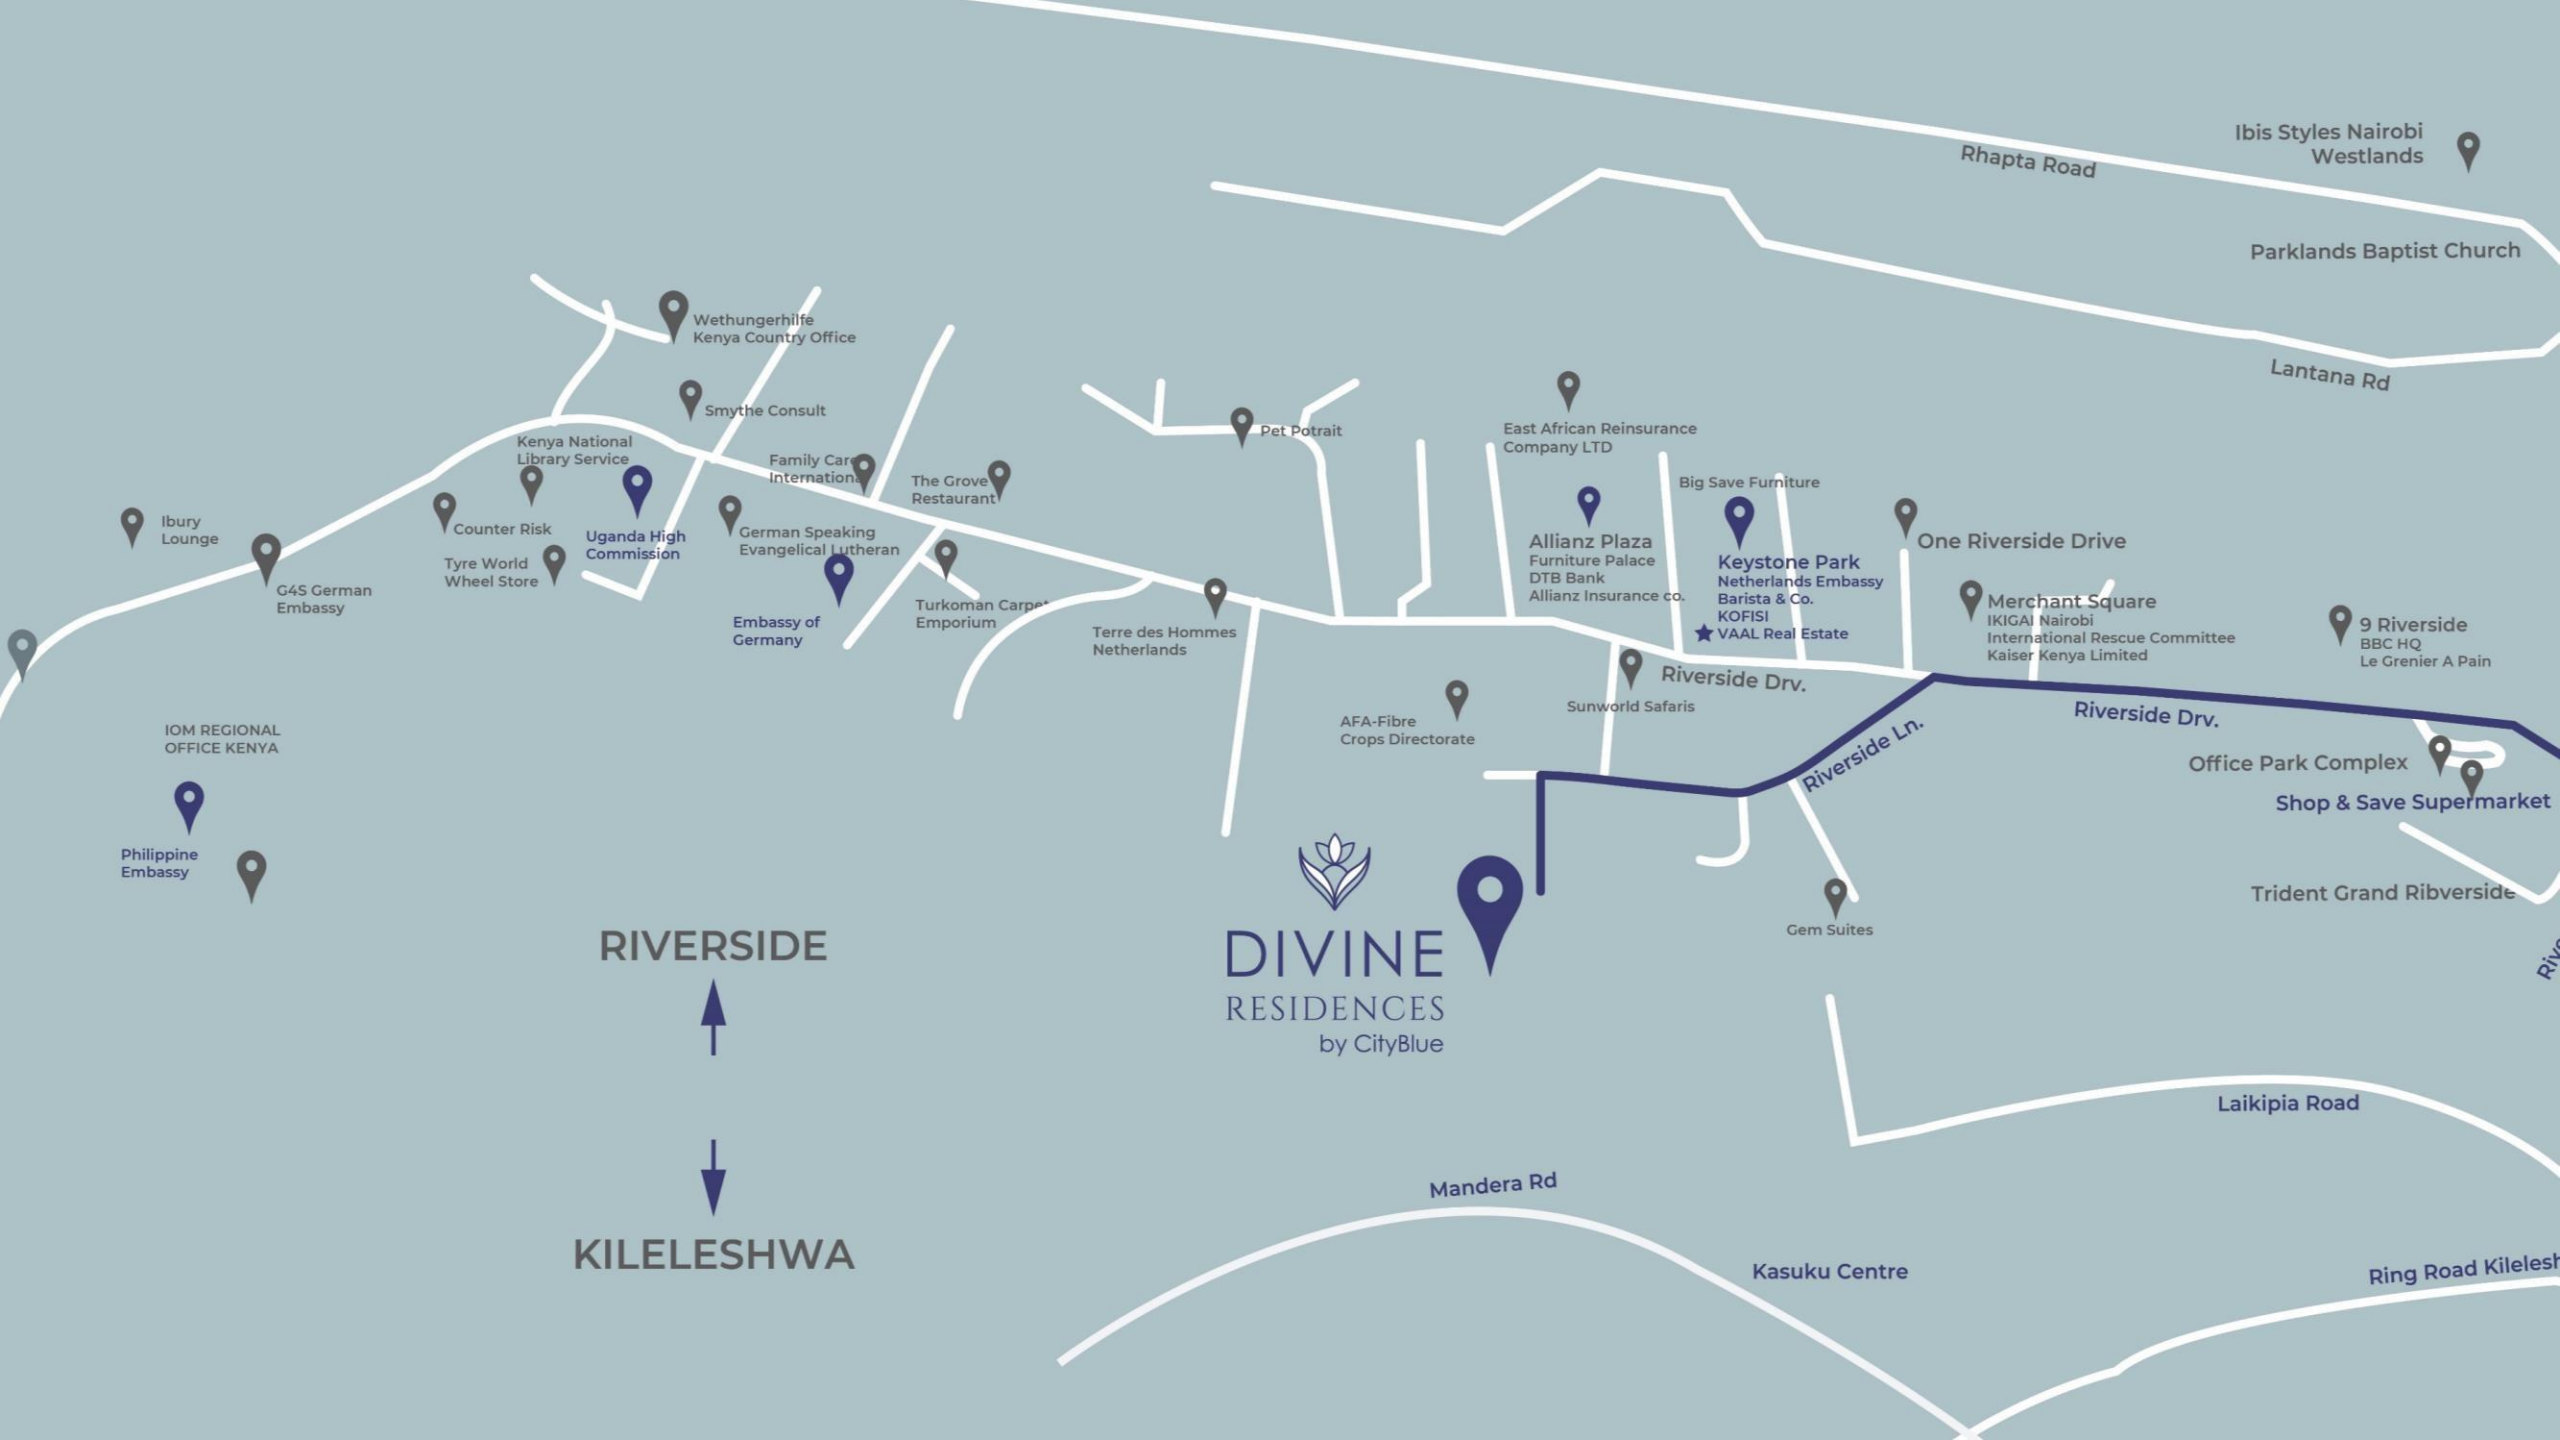 Ibis Styles Nairobi
Westlands
Rhapta Road
Parklands Baptist Church
Lantana Rd
Wethungerhilfe
Kenya Country Office
Smythe Consult
Kenya National
Library Service
Family Care
International
The Grove
Restaurant
Pet Potrait
East African Reinsurance
Company LTD
Big Save Furniture
Ibury
Lounge
Counter Risk
Uganda High
Commission
German Speaking
Evangelical Lutheran
Tyre World
Wheel Store
G4S German
Embassy
Embassy of
Germany
Turkoman Carpet
Emporium
Terre des Hommes
Netherlands
Allianz Plaza
Furniture Palace
DTB Bank
Allianz Insurance co.
Keystone Park
Netherlands Embassy
Barista & Co.
KOFISI
VAAL Real Estate
One Riverside Drive
Merchant Square
IKIGAI Nairobi
International Rescue Committee
Kaiser Kenya Limited
9 Riverside
BBC HQ
Le Grenier A Pain
Riverside Drv.
Sunworld Safaris
AFA-Fibre
Crops Directorate
Riverside Ln.
Riverside Drv.
Office Park Complex
Shop & Save Supermarket
IOM REGIONAL
OFFICE KENYA
Philippine
Embassy
Trident Grand Ribverside
Gem Suites
Rive
RIVERSIDE
DIVINE
RESIDENCES
by CityBlue
Laikipia Road
Mandera Rd
KILELESHWA
Kasuku Centre
Ring Road Kilelesh